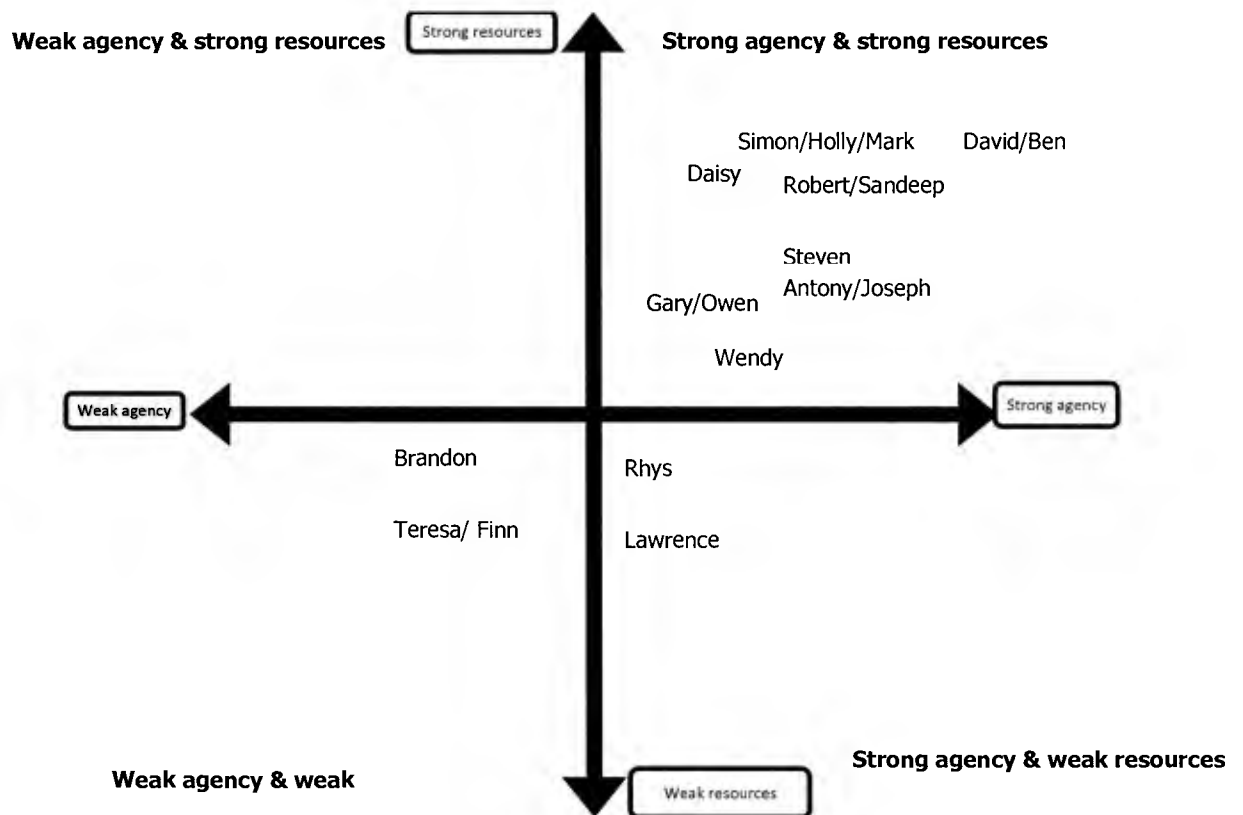 Weak agency & strong resources
Strong resources
Strong agency & strong resources
Simon/Holly/Mark
David/Ben
Daisy
Robert/Sandeep
Steven
Antony/Joseph
Gary/Owen
Wendy
Weak agency
Strong agency
Brandon
Rhys
Teresa/ Finn
Lawrence
Strong agency & weak resources
Weak agency & weak
Weak resources